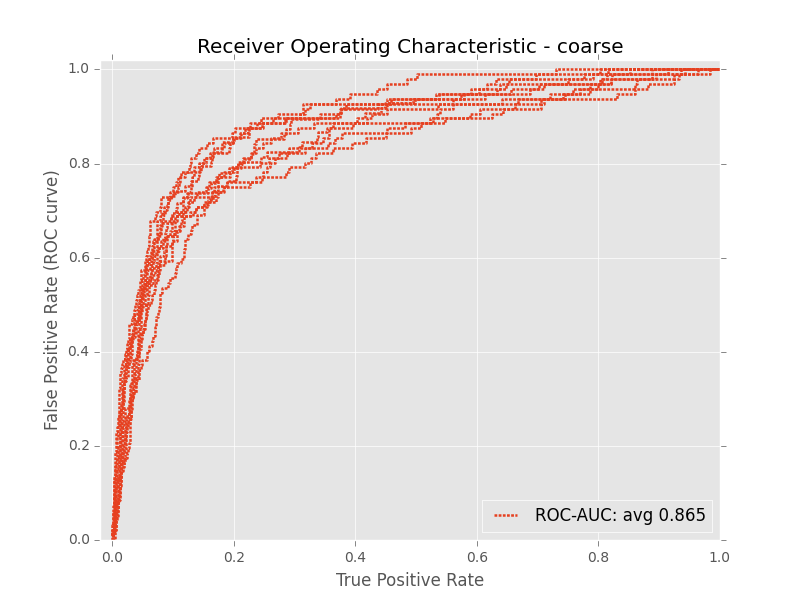 Receiver Operating Characteristic - coarse
1.0
0.8
0.6
0.4
0.2
0.0
False Positive Rate (ROC curve)
ROC-AUC: avg 0.865
0.0 0.2 0.4 0.6 0.8 1.0
True Positive Rate